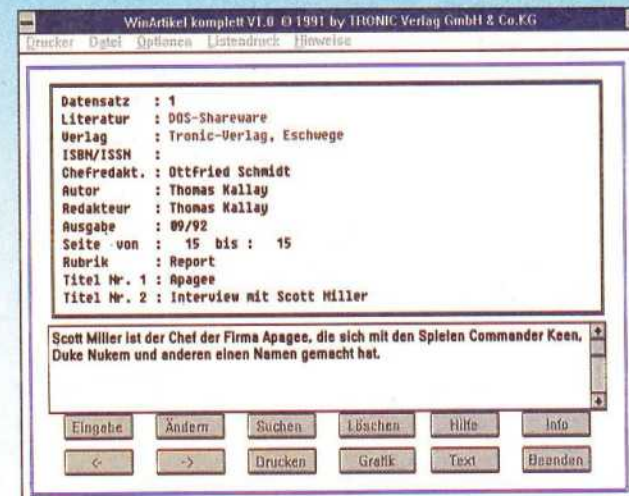 WinArtikel komplett V1.0 © 1991 by TRONIC Verlag GmbH & Co.KG
Drucker Datei Optionen Listendruck Hinweise
Datensatz : 1
Literatur : DOS-Shareware
Verlag : Tronic-Verlag, Eschwege
ISBN/ISSN :
Chefredakt. : Ottfried Schmidt
Autor : Thomas Kallay
Redakteur : Thomas Kallay
Ausgabe : 09/92
Seite von : 15 bis : 15
Rubrik : Report
Titel Nr. 1 : Apagee
Titel Nr. 2 : Interview mit Scott Miller
Scott Miller ist der Chef der Firma Apagee, die sich mit den Spielen Commander Keen,
Duke Nukem und anderen einen Namen gemacht hat.
Eingabe Ändern Suchen Löschen Hilfe Info
<- -> Drucken Grafik Text Beenden